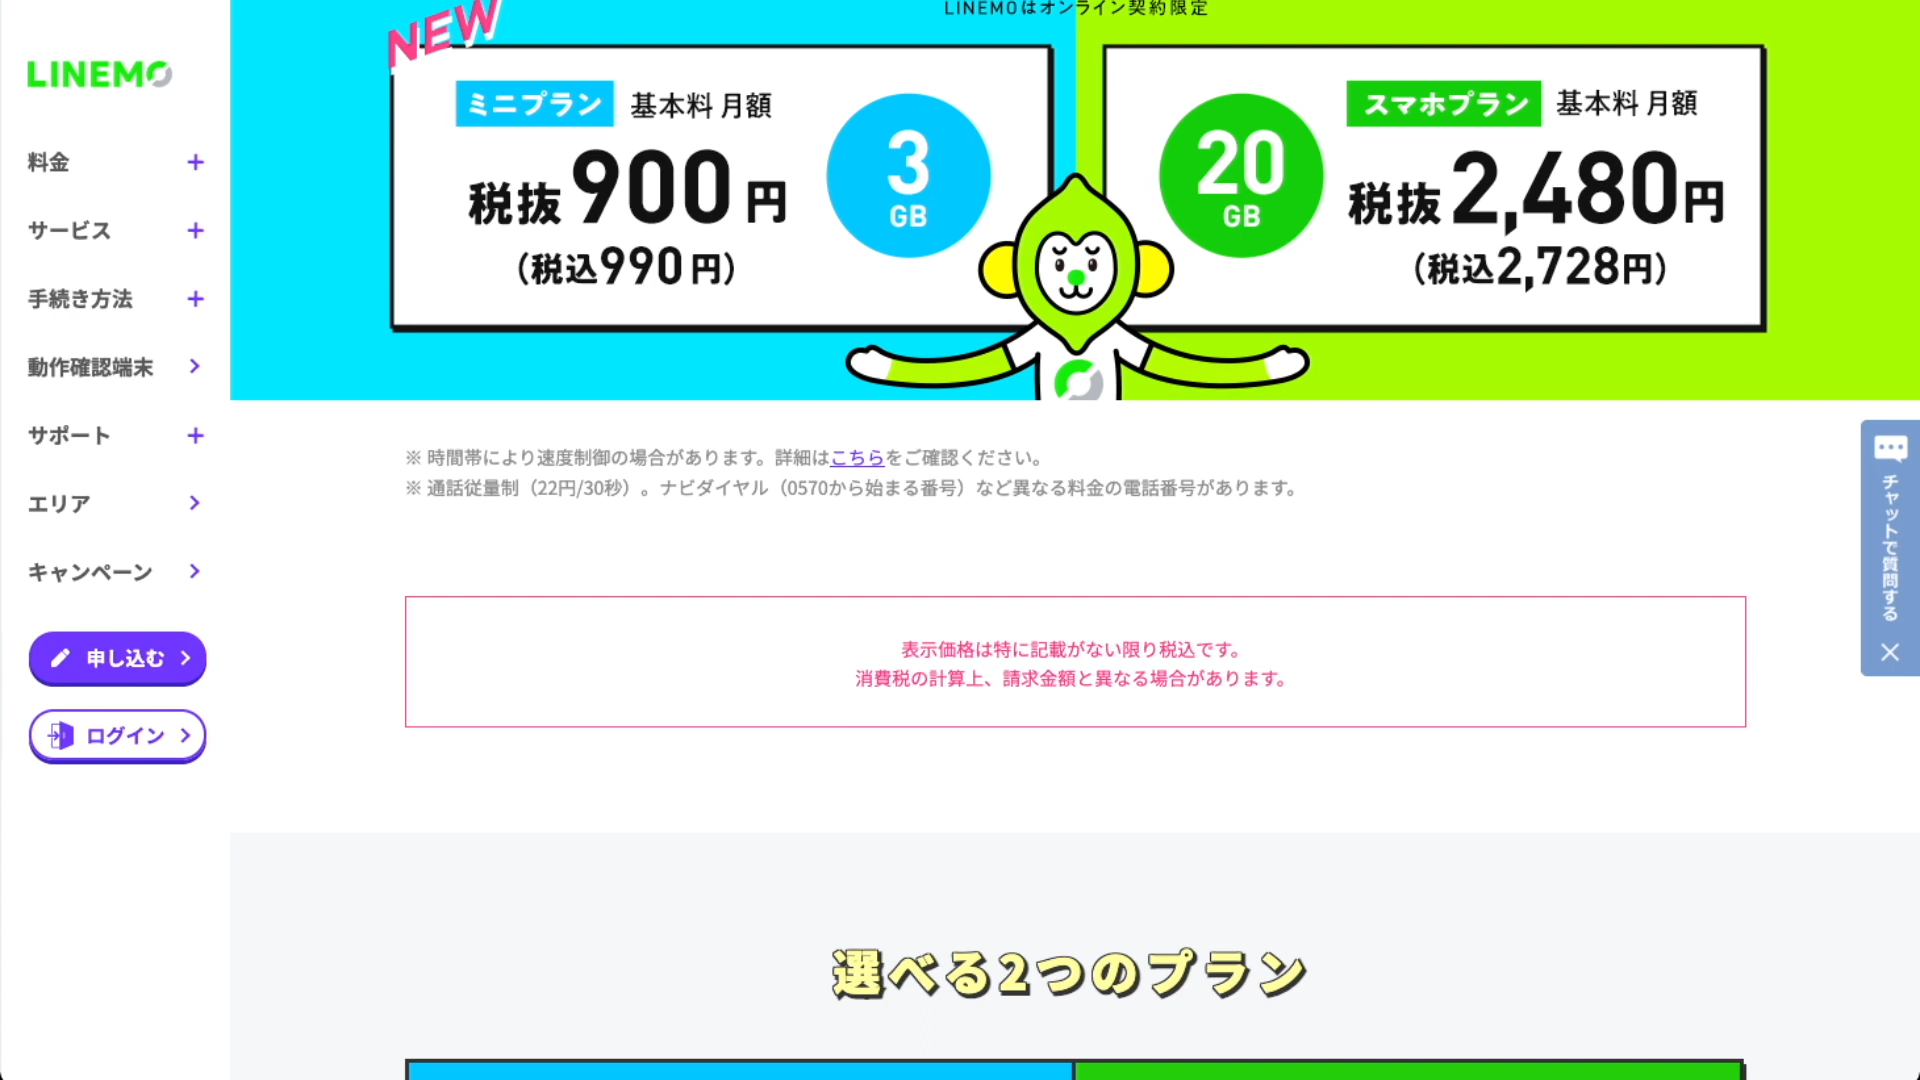 LINEMO
料金
サービス
手続き方法
動作確認端末
サポート
エリア
キャンペーン
申し込む
ログイン
LINEMOはオンライン契約限定
NEW
ミニプラン 基本料 月額
税抜900円
(税込990円)
3
GB
20
GB
スマホプラン 基本料 月額
税抜2,480円
(税込2,728円)
※ 時間帯により速度制御の場合があります。詳細はこちらをご確認ください。
※ 通話従量制（22円/30秒）。ナビダイヤル（0570から始まる番号）など異なる料金の電話番号があります。
表示価格は特に記載がない限り税込です。
消費税の計算上、請求金額と異なる場合があります。
選べる2つのプラン
チャットで質問する